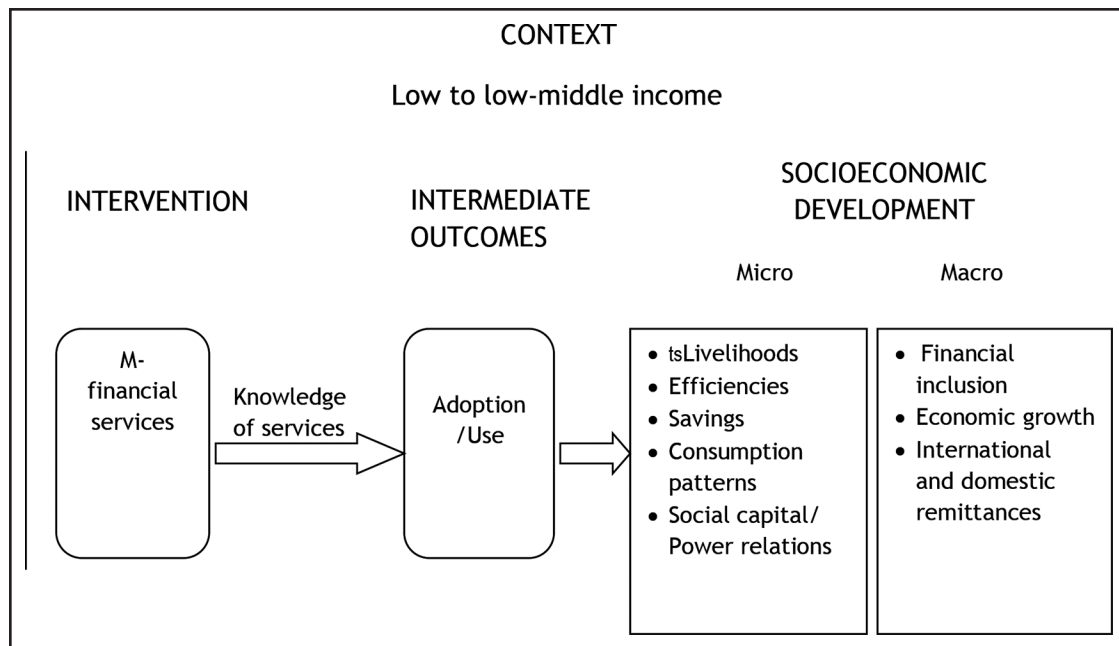 CONTEXT
Low to low-middle income
INTERVENTION
INTERMEDIATE
OUTCOMES
SOCIOECONOMIC
DEVELOPMENT
Micro
Macro
M-
financial
services
Knowledge
of services
Adoption
/Use
• tsLivelihoods
• Efficiencies
• Savings
• Consumption
patterns
• Social capital/
Power relations
• Financial
inclusion
• Economic growth
• International
and domestic
remittances